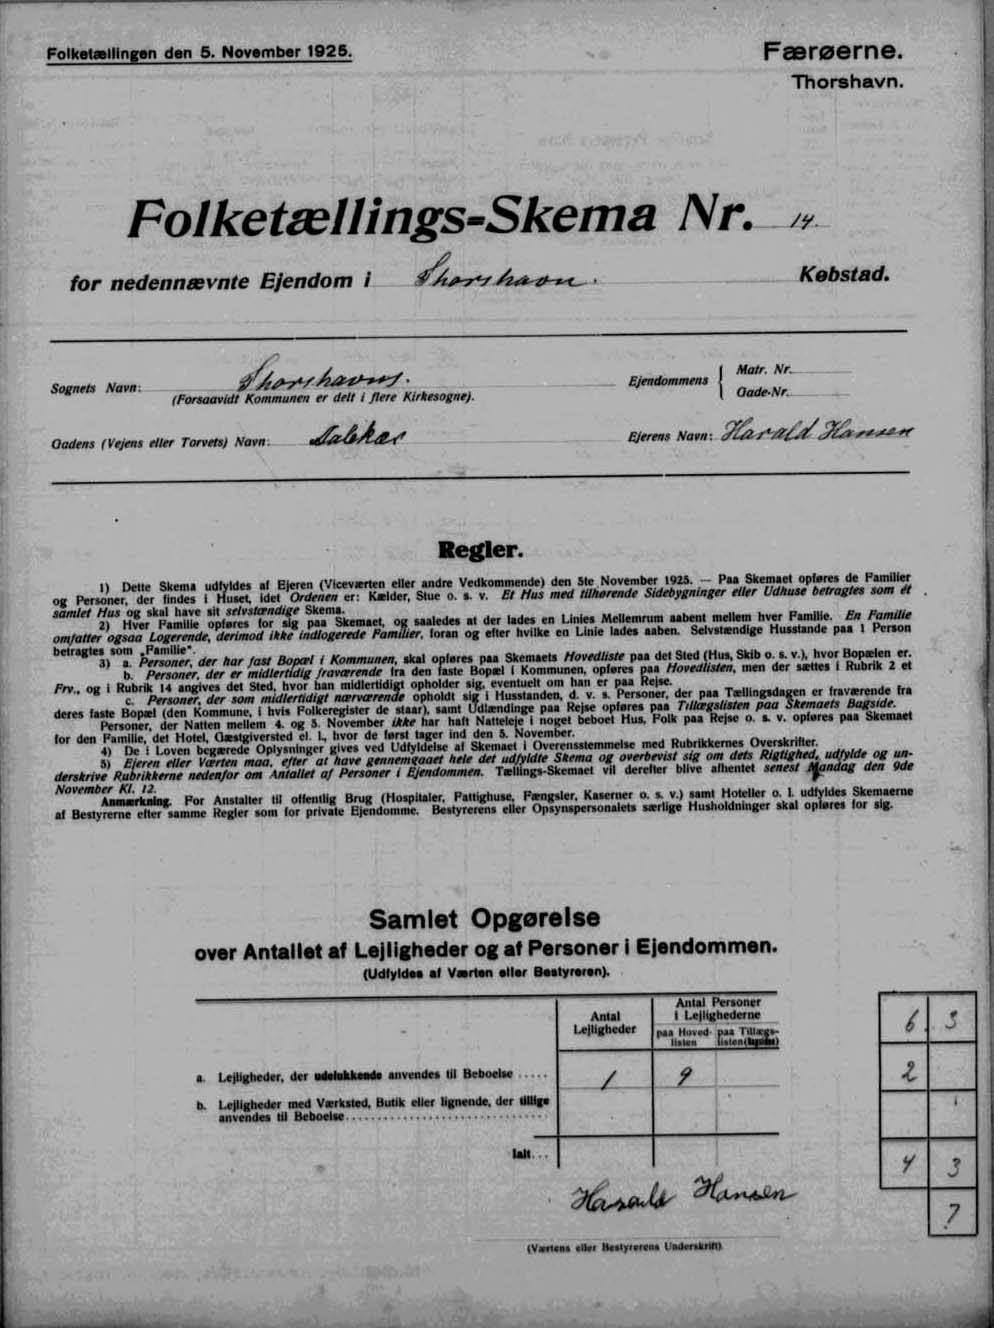 Folketællingen den 5. November 1925.
Færøerne.
Thorshavn.
Folketællings-Skema Nr. 14.
for nedennævnte Ejendom i Thorshavn. Købstad.
Sognets Navn: Thorshavns.
(Forsaavidt Kommunen er delt i flere Kirkesogne).
Ejendommens
Matr. Nr.
Gade-Nr.
Gadens (Vejens eller Torvets) Navn:
Ejerens Navn: Harald Hansen
Regler.
1) Dette Skema udfyldes af Ejeren (Viceværten eller andre Vedkommende) den 5te November 1925. — Paa Skemaet opføres de Familier
og Personer, der findes i Huset, idet Ordenen er: Kælder, Stue o. s. v. Et Hus med tilhørende Sidebygninger eller Udhuse betragtes som ét
samlet Hus og skal have sit selvstændige Skema.
2) Hver Familie opføres for sig paa Skemaet, og saaledes at der lades en Linies Mellemrum aabent mellem hver Familie. En Familie
omfatter ogsaa Logerende, derimod ikke indlogerede Familier, foran og efter hvilke en Linie lades aaben. Selvstændige Husstande paa 1 Person
betragtes som „Familie“.
3) a. Personer, der har fast Bopæl i Kommunen, skal opføres paa Skemaets Hovedliste paa det Sted (Hus, Skib o. s. v.), hvor Bopælen er.
b. Personer, der er midlertidig fraværende fra den faste Bopæl i Kommunen, opføres paa Hovedlisten, men der sættes i Rubrik 2 et
Frv., og i Rubrik 14 angives det Sted, hvor han midlertidigt opholder sig, eventuelt om han er paa Rejse.
c. Personer, der som midlertidigt nærværende opholdt sig i Husstanden, d. v. s. Personer, der paa Tællingsdagen er fraværende fra
deres faste Bopæl (den Kommune, i hvis Folkeregister de staar), samt Udlændinge paa Rejse opføres paa Tillægslisten paa Skemaets Bagside.
Personer, der Natten mellem 4. og 5. November ikke har haft Natteleje i noget beboet Hus, Folk paa Rejse o. s. v. opføres paa Skemaet
for den Familie, det Hotel, Gæstgiversted el. l., hvor de først tager ind den 5. November.
4) De i Loven begærede Oplysninger gives ved Udfyldelse af Skemaet i Overensstemmelse med Rubrikkernes Overskrifter.
5) Ejeren eller Værten maa, efter at have gennemgaaet hele det udfyldte Skema og overbevist sig om dets Rigtighed, udfylde og un-
derskrive Rubrikkerne nedenfor om Antallet af Personer i Ejendommen. Tællings-Skemaet vil derefter blive afhentet senest Mandag den 9de
November Kl. 12.
Anmærkning. For Anstalter til offentlig Brug (Hospitaler, Fattighuse, Fængsler, Kaserner o. s. v.) samt Hoteller o. l. udfyldes Skemaerne
af Bestyrerne efter samme Regler som for private Ejendomme. Bestyrerens eller Opsynspersonalets særlige Husholdninger skal opføres for sig.
Samlet Opgørelse
over Antallet af Lejligheder og af Personer i Ejendommen.
(Udfyldes af Værten eller Bestyreren).
Antal
Lejligheder
Antal Personer
i Lejlighederne
paa Hoved-
listen
paa Tillægs-
listen
a. Lejligheder, der udelukkende anvendes til Beboelse ..... 1 9
b. Lejligheder med Værksted, Butik eller lignende, der tillige
anvendes til Beboelse
Ialt...
6 3
2
4 3
7
Harald Hansen
(Værtens eller Bestyrerens Underskrift)